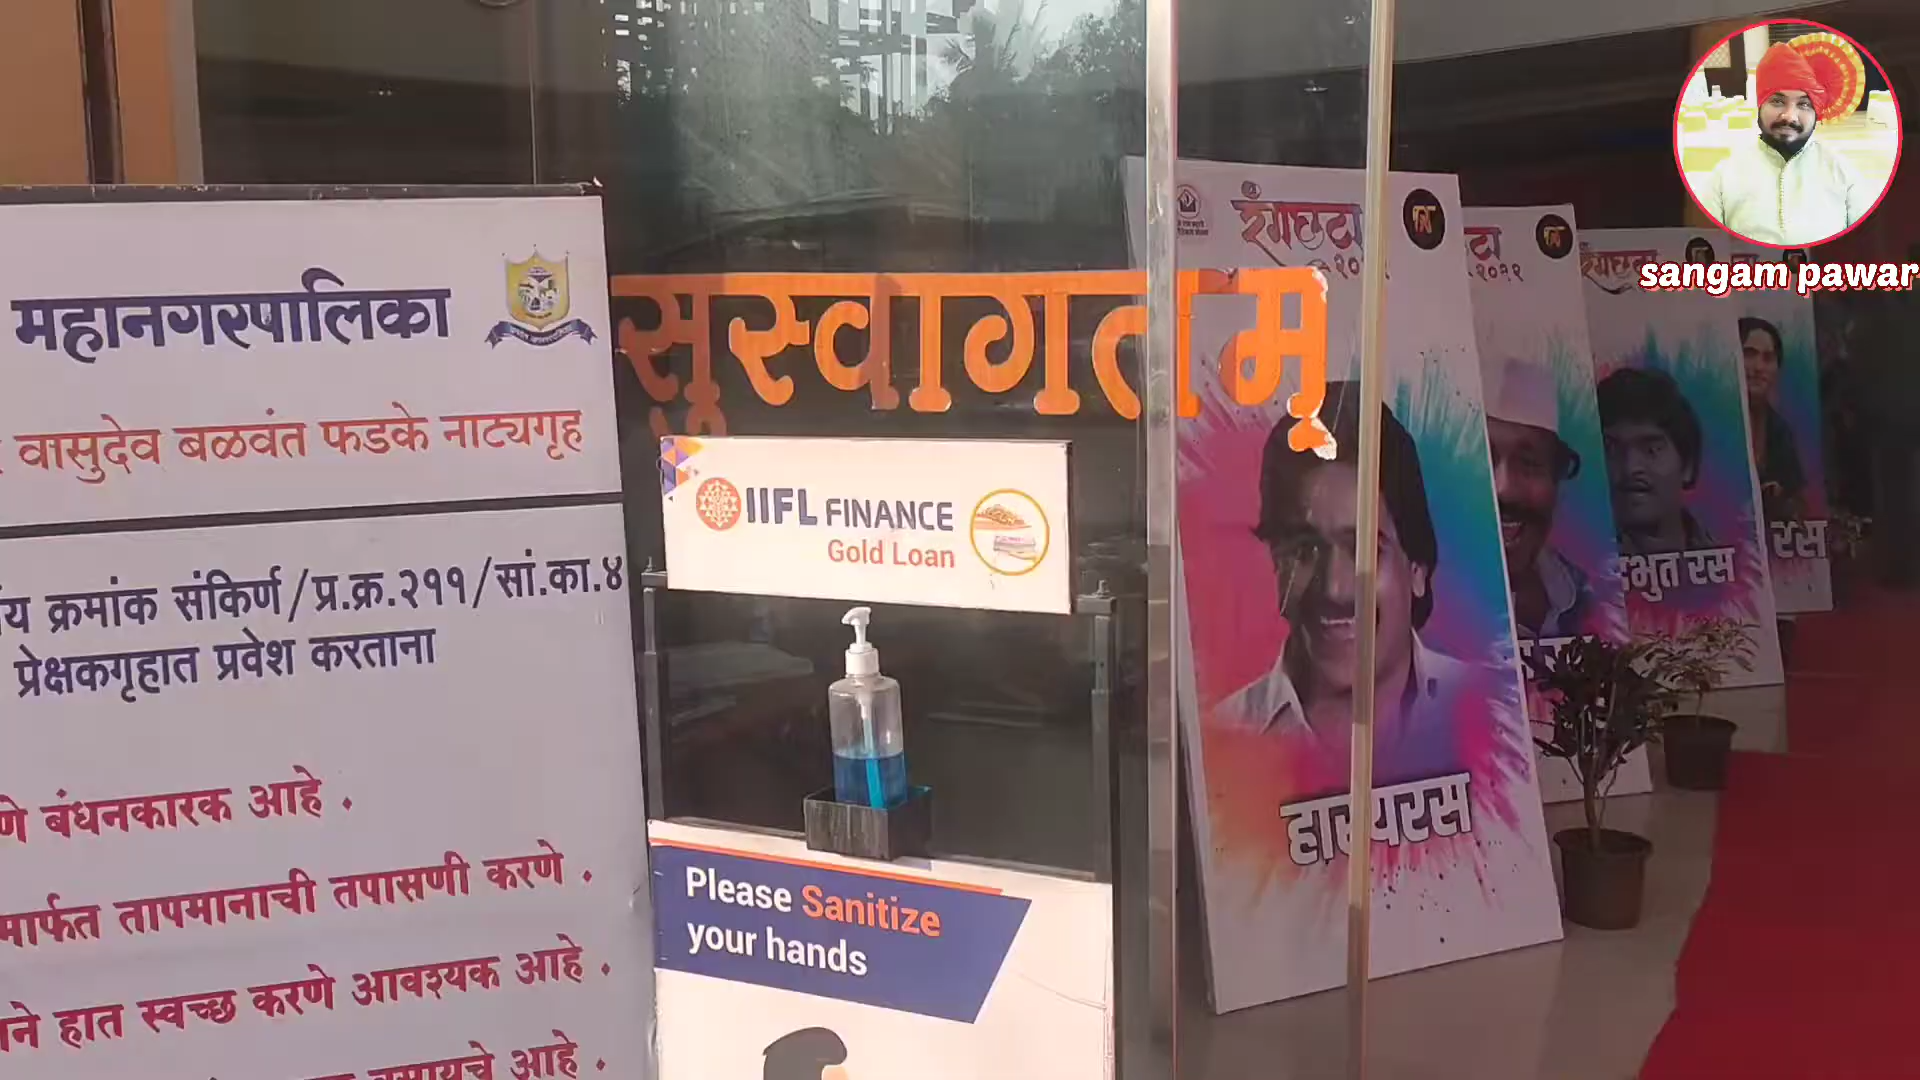 महानगरपालिका
वासुदेव बळवंत फडके नाट्यगृह
क्रमांक संकिर्ण/प्र.क्र.२११/सां.का.४
प्रेक्षकगृहात प्रवेश करताना
बंधनकारक आहे .
मार्फत तापमानाची तपासणी करणे .
हात स्वच्छ करणे आवश्यक आहे .
आहे .
सुस्वागतम्
IIFL FINANCE
Gold Loan
Please Sanitize
your hands
रंगछटा
हास्यरस
२०२२
रंगछटा
रस
रस
sangam pawar